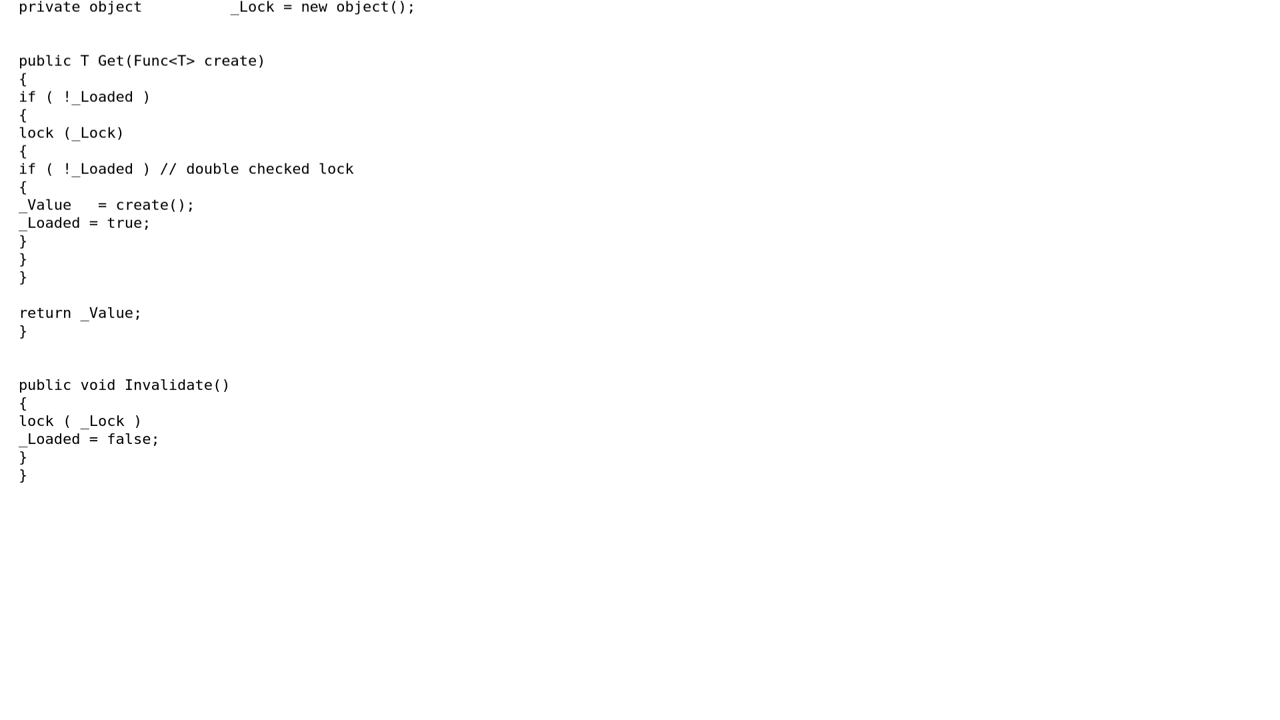 private object          _Lock = new object();
public T Get(Func<T> create)
{
if ( !_Loaded )
{
lock (_Lock)
{
if ( !_Loaded ) // double checked lock
{
_Value   = create();
_Loaded = true;
}
}
}
return _Value;
}
public void Invalidate()
{
lock ( _Lock )
_Loaded = false;
}
}